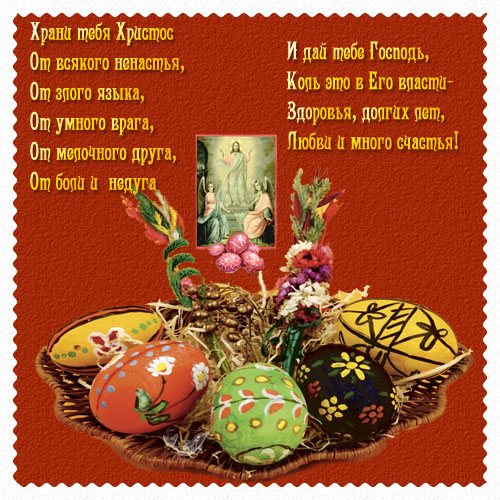 Храни тебя Христос
От всякого ненастья,
От злого языка,
От умного врага,
От мелочного друга,
От боли и недуга
И дай тебе Господь,
Коль это в Его власти-
Здоровья, долгих лет,
Любви и много счастья!